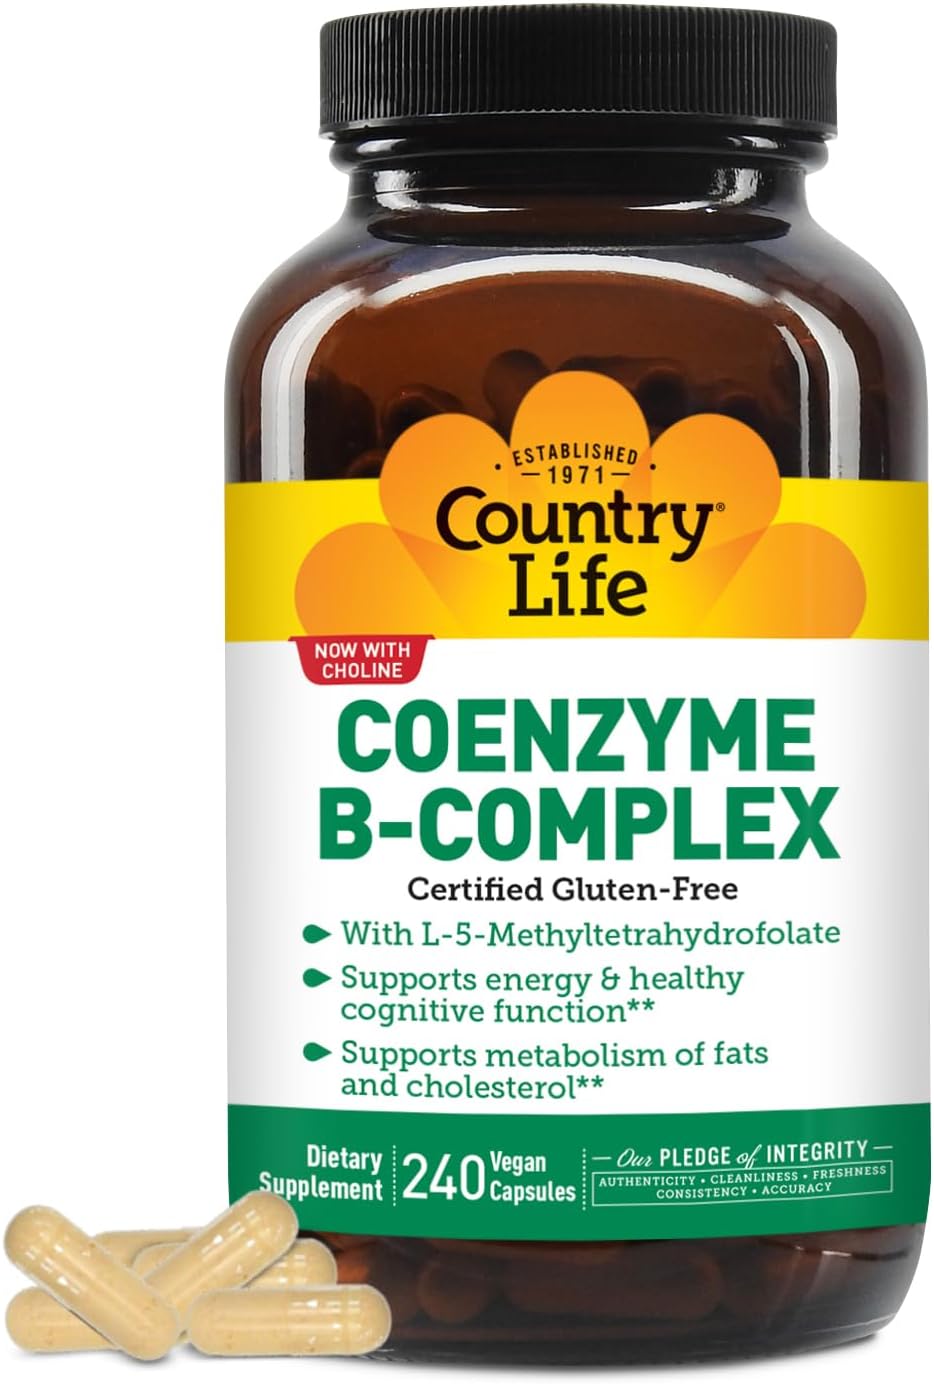 ESTABLISHED
1971
Country®
Life
NOW WITH
CHOLINE
COENZYME
B-COMPLEX
Certified Gluten-Free
With L-5-Methyltetrahydrofolate
Supports energy & healthy
cognitive function**
Supports metabolism of fats
and cholesterol**
Dietary
Supplement
240 Vegan
Capsules
Our PLEDGE of INTEGRITY
AUTHENTICITY • CLEANLINESS • FRESHNESS
CONSISTENCY • ACCURACY